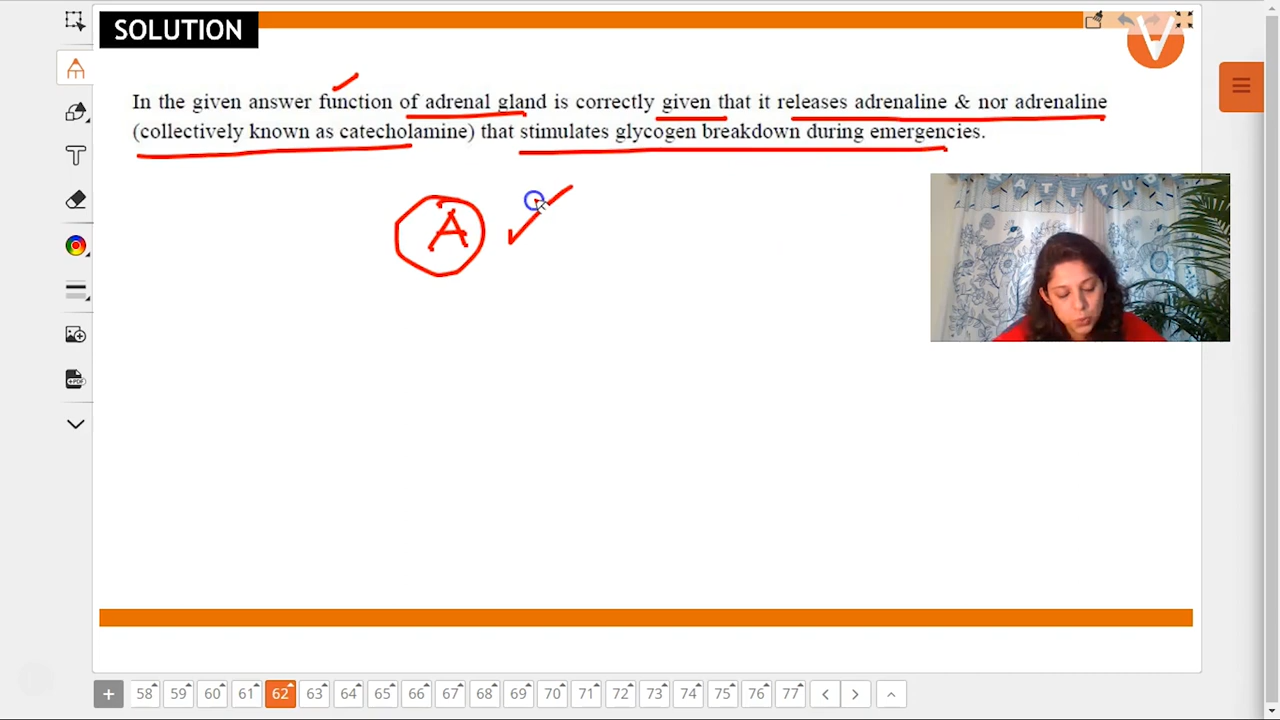 SOLUTION
V
In the given answer function of adrenal gland is correctly given that it releases adrenaline & nor adrenaline
(collectively known as catecholamine) that stimulates glycogen breakdown during emergencies.
A
GRATITUD
T
+PDF
+ 58 59 60 61 62 63 64 65 66 67 68 69 70 71 72 73 74 75 76 77